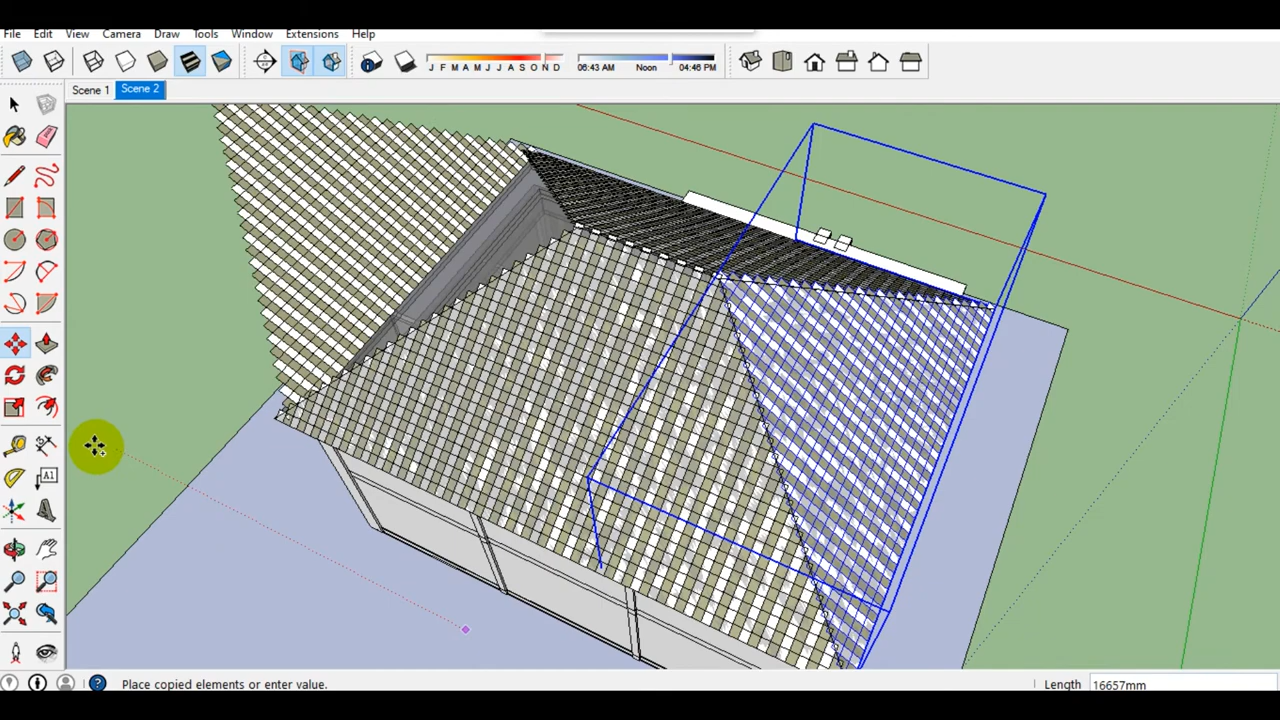 File Edit View Camera Draw Tools Window Extensions Help
J F M A M J J A S O N D
06:43 AM Noon 04:46 PM
Scene 1 Scene 2
A1
Place copied elements or enter value.
Length 16657mm